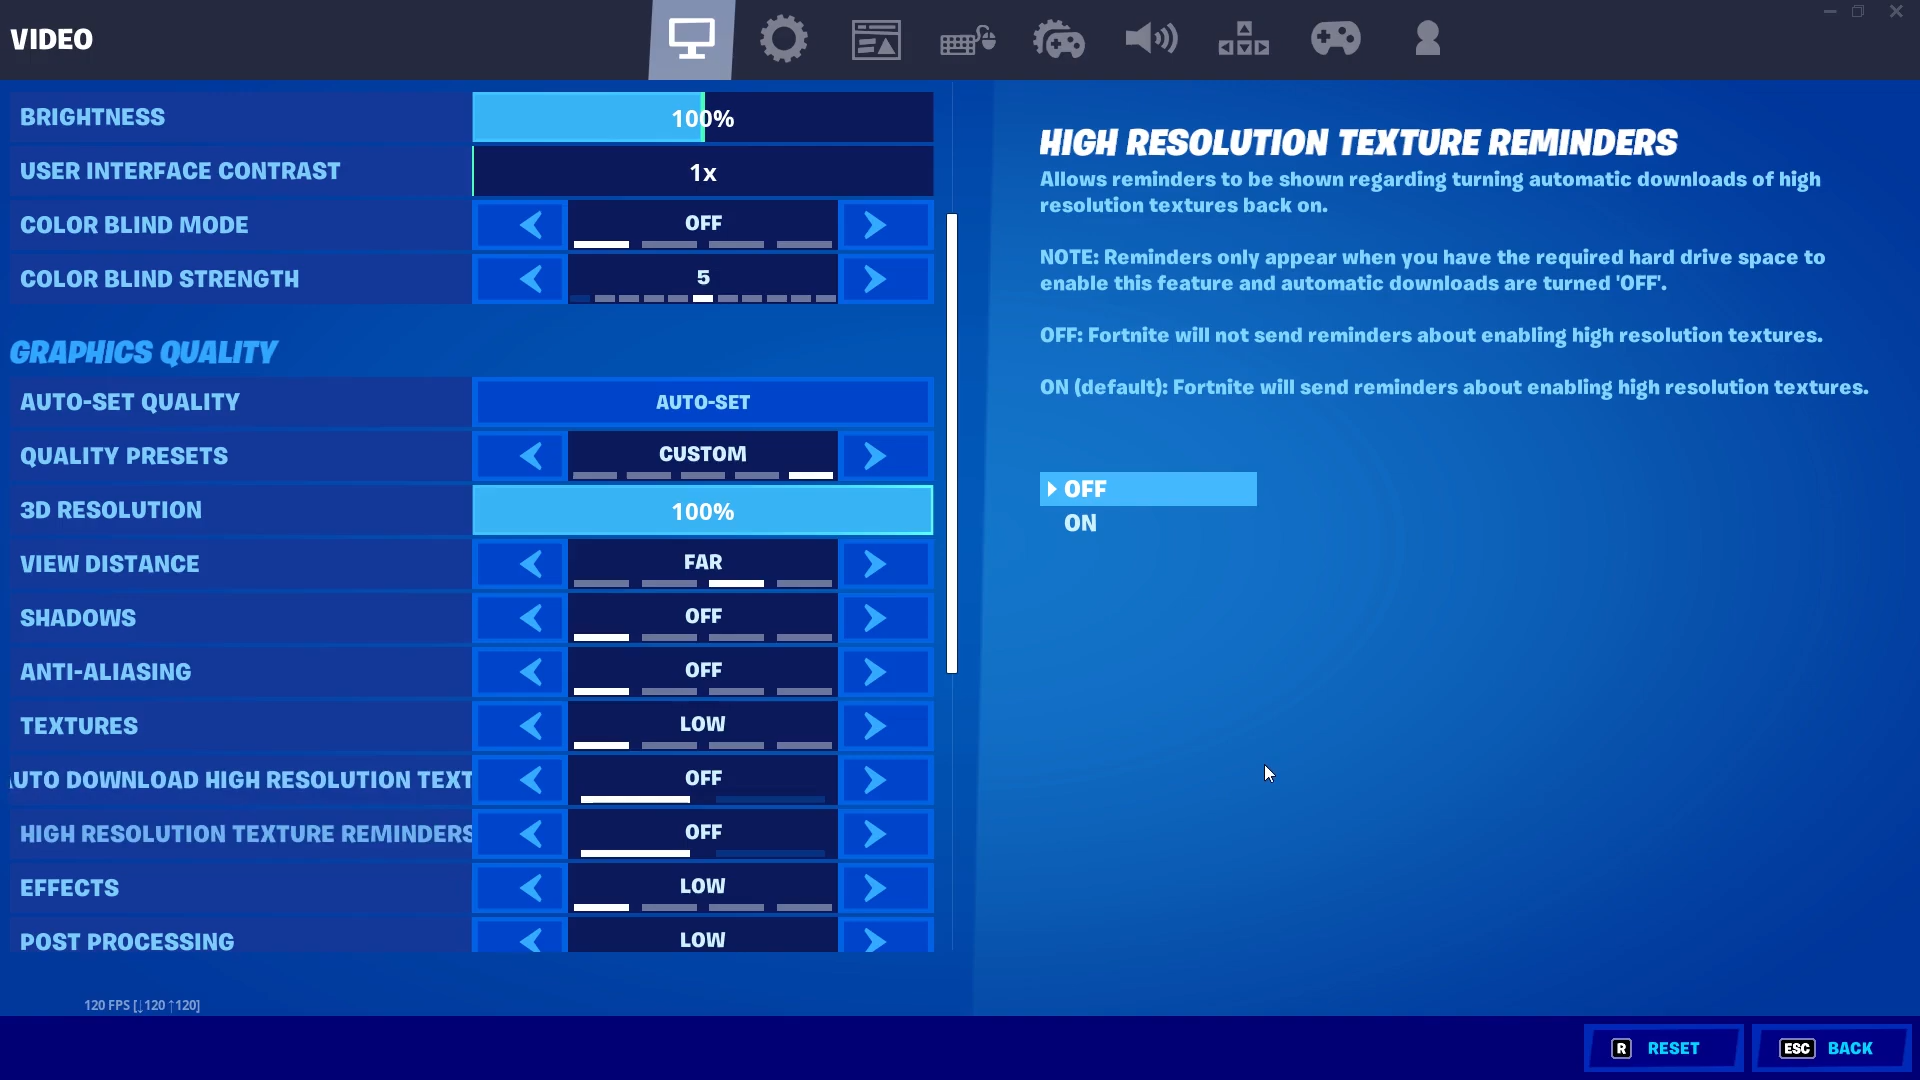 VIDEO
BRIGHTNESS
100%
USER INTERFACE CONTRAST
1x
COLOR BLIND MODE
OFF
COLOR BLIND STRENGTH
5
GRAPHICS QUALITY
AUTO-SET QUALITY
AUTO-SET
QUALITY PRESETS
CUSTOM
3D RESOLUTION
100%
VIEW DISTANCE
FAR
SHADOWS
OFF
ANTI-ALIASING
OFF
TEXTURES
LOW
AUTO DOWNLOAD HIGH RESOLUTION TEXT
OFF
HIGH RESOLUTION TEXTURE REMINDERS
OFF
EFFECTS
LOW
POST PROCESSING
LOW
120 FPS [↓120 ↑120]
HIGH RESOLUTION TEXTURE REMINDERS
Allows reminders to be shown regarding turning automatic downloads of high
resolution textures back on.
NOTE: Reminders only appear when you have the required hard drive space to
enable this feature and automatic downloads are turned 'OFF'.
OFF: Fortnite will not send reminders about enabling high resolution textures.
ON (default): Fortnite will send reminders about enabling high resolution textures.
OFF
ON
R RESET
ESC BACK